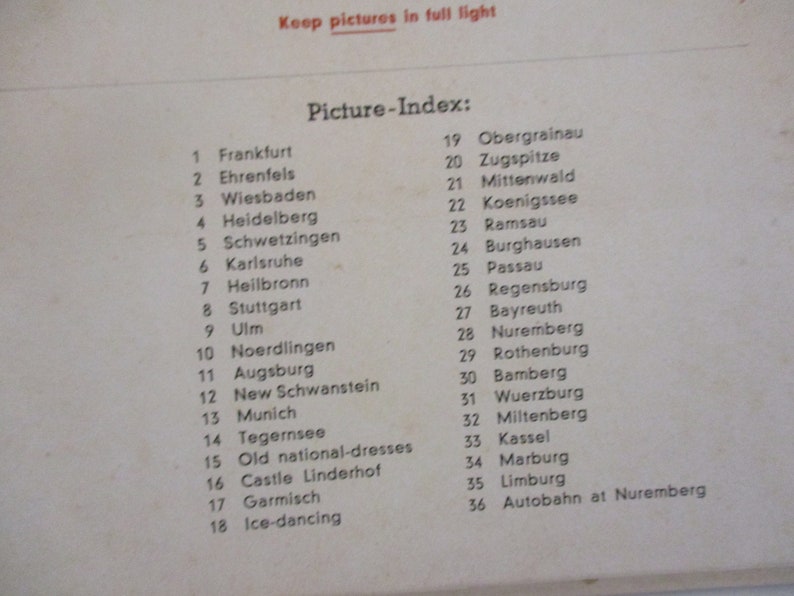 Keep pictures in full light
Picture-Index:
1 Frankfurt
2 Ehrenfels
3 Wiesbaden
4 Heidelberg
5 Schwetzingen
6 Karlsruhe
7 Heilbronn
8 Stuttgart
9 Ulm
10 Noerdlingen
11 Augsburg
12 New Schwanstein
13 Munich
14 Tegernsee
15 Old national-dresses
16 Castle Linderhof
17 Garmisch
18 Ice-dancing
19 Obergrainau
20 Zugspitze
21 Mittenwald
22 Koenigssee
23 Ramsau
24 Burghausen
25 Passau
26 Regensburg
27 Bayreuth
28 Nuremberg
29 Rothenburg
30 Bamberg
31 Wuerzburg
32 Miltenberg
33 Kassel
34 Marburg
35 Limburg
36 Autobahn at Nuremberg